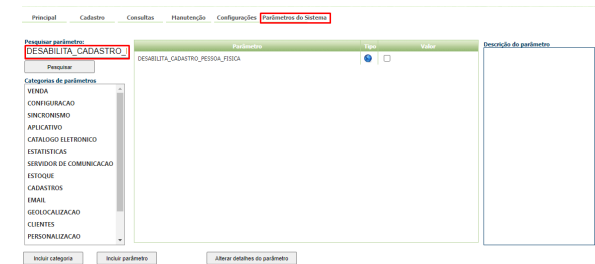 Principal Cadastro Consultas Manutenção Configurações Parâmetros do Sistema
Pesquisar parâmetro:
DESABILITA_CADASTRO_
Pesquisar
Categorias de parâmetros
VENDA
CONFIGURACAO
SINCRONISMO
APLICATIVO
CATALOGO ELETRONICO
ESTATISTICAS
SERVIDOR DE COMUNICACAO
ESTOQUE
CADASTROS
EMAIL
GEOLOCALIZACAO
CLIENTES
PERSONALIZACAO
Parâmetro Tipo Valor
DESABILITA_CADASTRO_PESSOA_FISICA
Descrição do parâmetro
Incluir categoria Incluir parâmetro Alterar detalhes do parâmetro